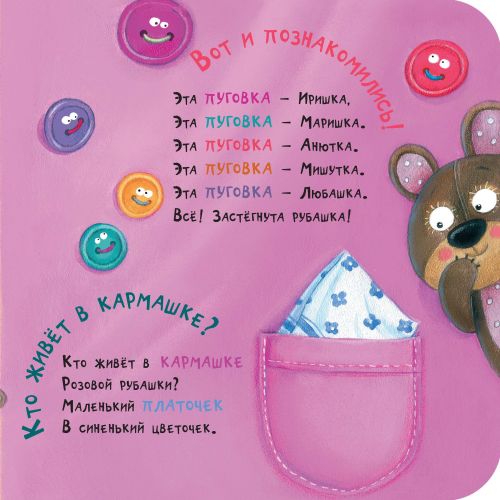 Вот и познакомились!
Эта пуговка – Иришка,
Эта пуговка – Маришка.
Эта пуговка – Анютка.
Эта пуговка – Мишутка.
Эта пуговка – Любашка.
Всё! Застёгнута рубашка!
Кто живёт в кармашке?
Кто живёт в кармашке
Розовой рубашки?
Маленький платочек
В синенький цветочек.